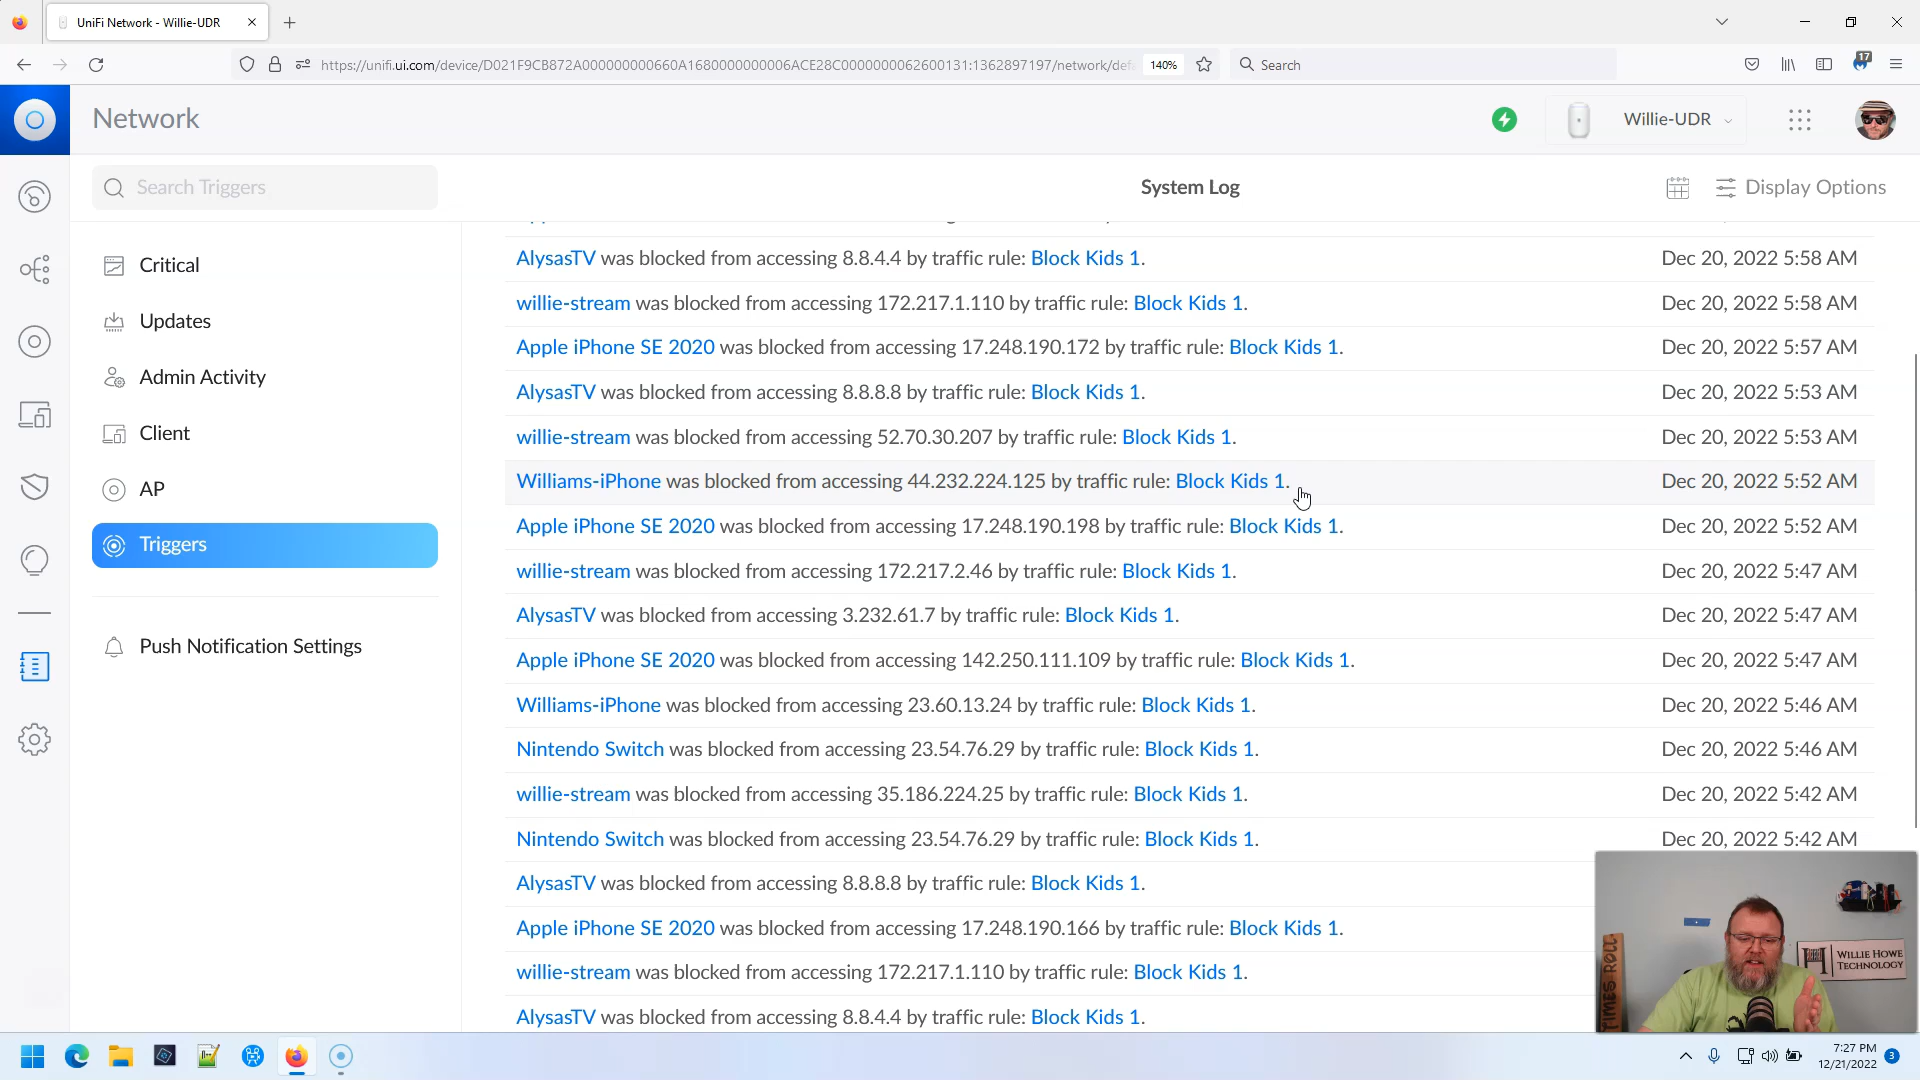 UniFi Network - Willie-UDR
https://unifi.ui.com/device/D021F9CB872A000000000660A1680000000006ACE28C0000000062600131:1362897197/network/def
140%
Search
17
Network
Willie-UDR
Search Triggers
System Log
Display Options
Critical
Updates
Admin Activity
Client
AP
Triggers
Push Notification Settings
AlysasTV was blocked from accessing 8.8.4.4 by traffic rule: Block Kids 1. Dec 20, 2022 5:58 AM
willie-stream was blocked from accessing 172.217.1.110 by traffic rule: Block Kids 1. Dec 20, 2022 5:58 AM
Apple iPhone SE 2020 was blocked from accessing 17.248.190.172 by traffic rule: Block Kids 1. Dec 20, 2022 5:57 AM
AlysasTV was blocked from accessing 8.8.8.8 by traffic rule: Block Kids 1. Dec 20, 2022 5:53 AM
willie-stream was blocked from accessing 52.70.30.207 by traffic rule: Block Kids 1. Dec 20, 2022 5:53 AM
Williams-iPhone was blocked from accessing 44.232.224.125 by traffic rule: Block Kids 1. Dec 20, 2022 5:52 AM
Apple iPhone SE 2020 was blocked from accessing 17.248.190.198 by traffic rule: Block Kids 1. Dec 20, 2022 5:52 AM
willie-stream was blocked from accessing 172.217.2.46 by traffic rule: Block Kids 1. Dec 20, 2022 5:47 AM
AlysasTV was blocked from accessing 3.232.61.7 by traffic rule: Block Kids 1. Dec 20, 2022 5:47 AM
Apple iPhone SE 2020 was blocked from accessing 142.250.111.109 by traffic rule: Block Kids 1. Dec 20, 2022 5:47 AM
Williams-iPhone was blocked from accessing 23.60.13.24 by traffic rule: Block Kids 1. Dec 20, 2022 5:46 AM
Nintendo Switch was blocked from accessing 23.54.76.29 by traffic rule: Block Kids 1. Dec 20, 2022 5:46 AM
willie-stream was blocked from accessing 35.186.224.25 by traffic rule: Block Kids 1. Dec 20, 2022 5:42 AM
Nintendo Switch was blocked from accessing 23.54.76.29 by traffic rule: Block Kids 1. Dec 20, 2022 5:42 AM
AlysasTV was blocked from accessing 8.8.8.8 by traffic rule: Block Kids 1.
Apple iPhone SE 2020 was blocked from accessing 17.248.190.166 by traffic rule: Block Kids 1.
willie-stream was blocked from accessing 172.217.1.110 by traffic rule: Block Kids 1.
AlysasTV was blocked from accessing 8.8.4.4 by traffic rule: Block Kids 1.
TIMES ROLL
WILLIE HOWE
TECHNOLOGY
7:27 PM
12/21/2022
3